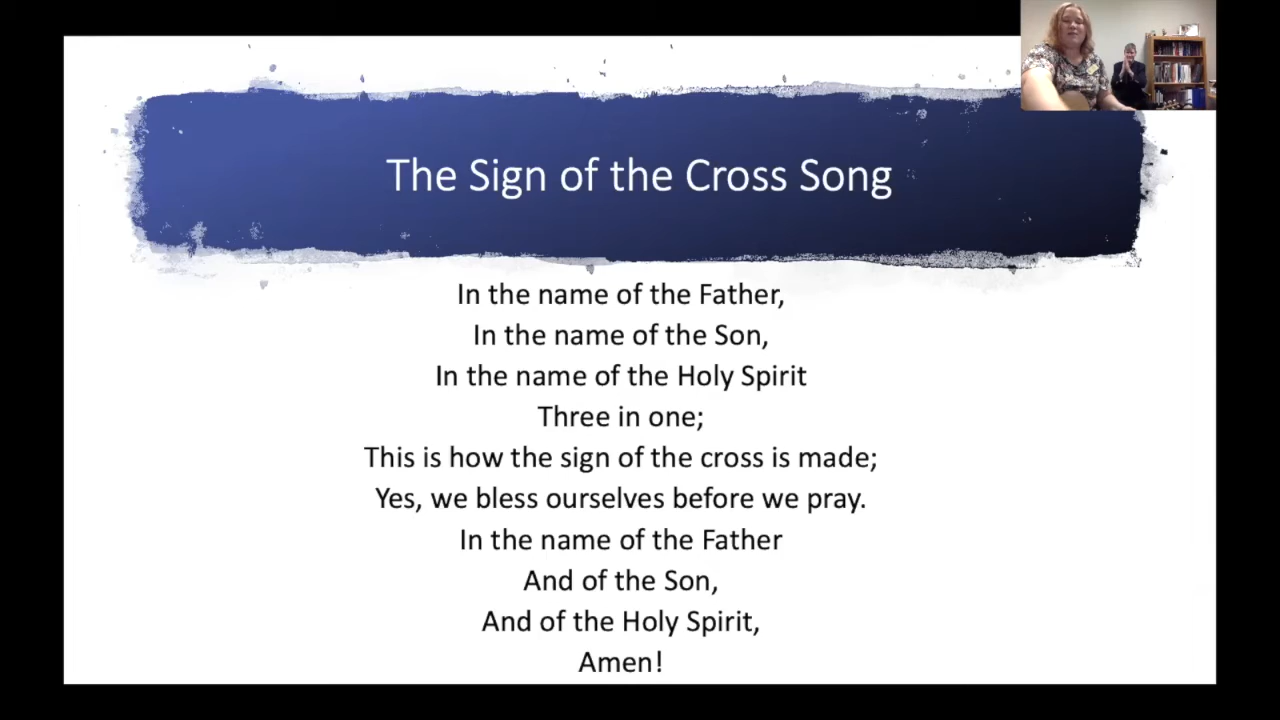 The Sign of the Cross Song
In the name of the Father,
In the name of the Son,
In the name of the Holy Spirit
Three in one;
This is how the sign of the cross is made;
Yes, we bless ourselves before we pray.
In the name of the Father
And of the Son,
And of the Holy Spirit,
Amen!